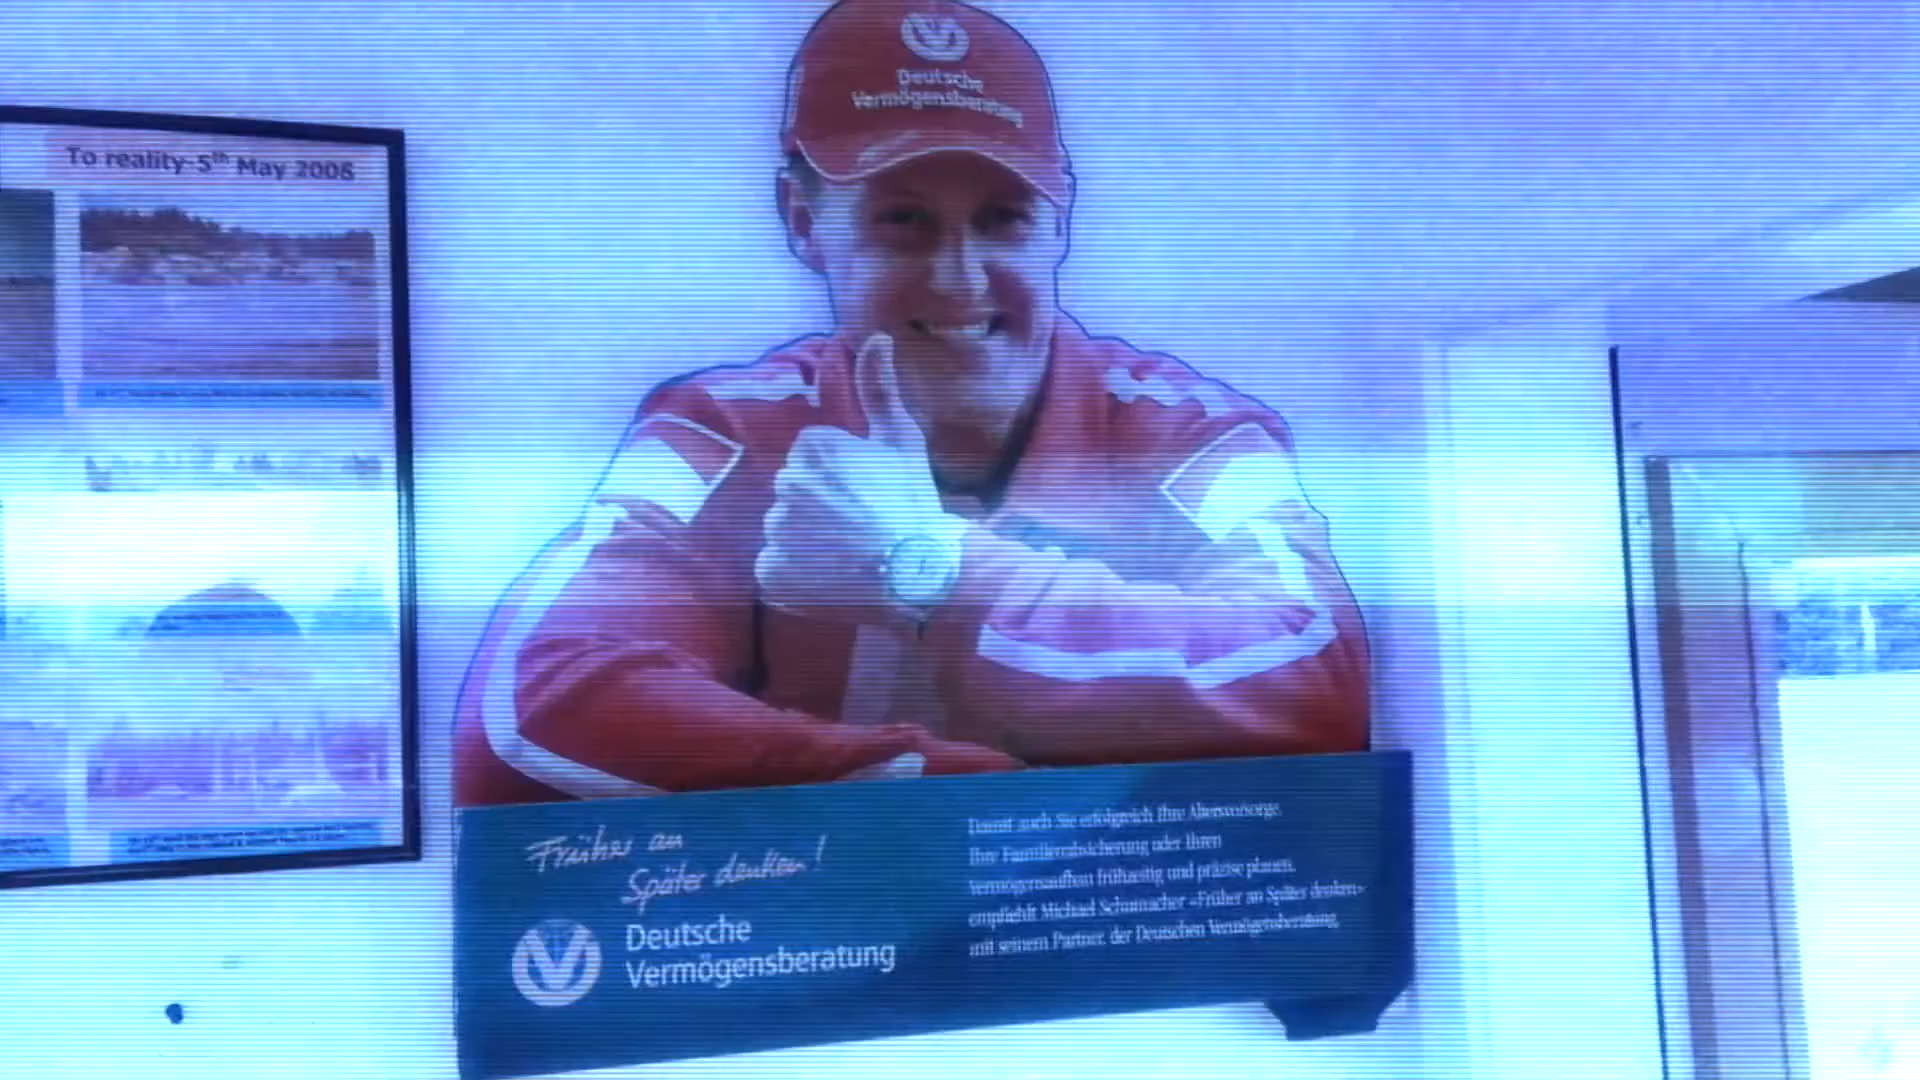 To reality-5th May 2008
Deutsche
Vermögensberatung
Früher an
Später denken!
Deutsche
Vermögensberatung
Damit auch Sie erfolgreich Ihre Altersvorsorge,
Ihre Familienabsicherung oder Ihren
Vermögensaufbau frühzeitig und präzise planen,
empfiehlt Michael Schumacher »Früher an Später denken«
mit seinem Partner, der Deutschen Vermögensberatung.